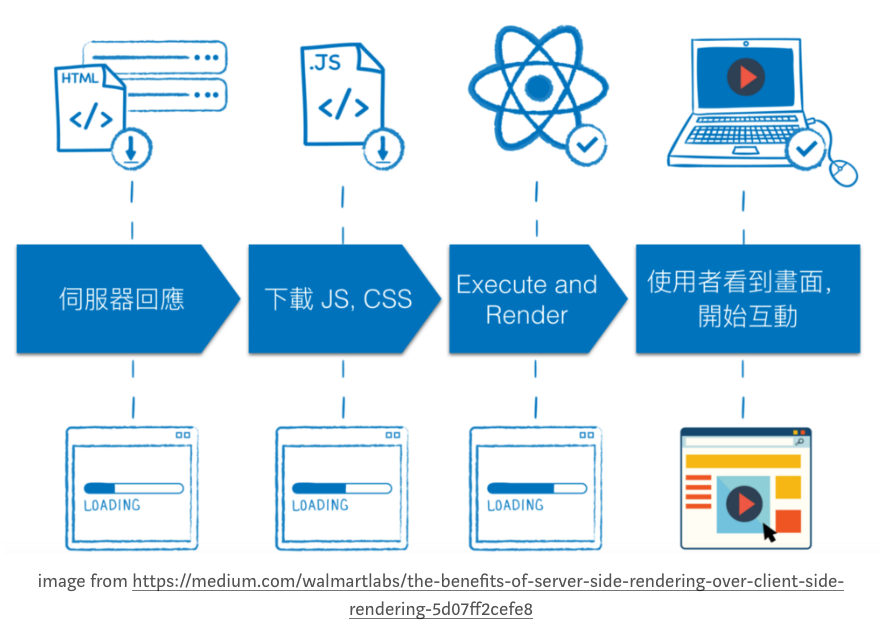 HTML
</>
.JS
</>
伺服器回應
下載 JS, CSS
Execute and
Render
使用者看到畫面,
開始互動
LOADING
LOADING
LOADING
image from https://medium.com/walmartlabs/the-benefits-of-server-side-rendering-over-client-side-
rendering-5d07ff2cefe8